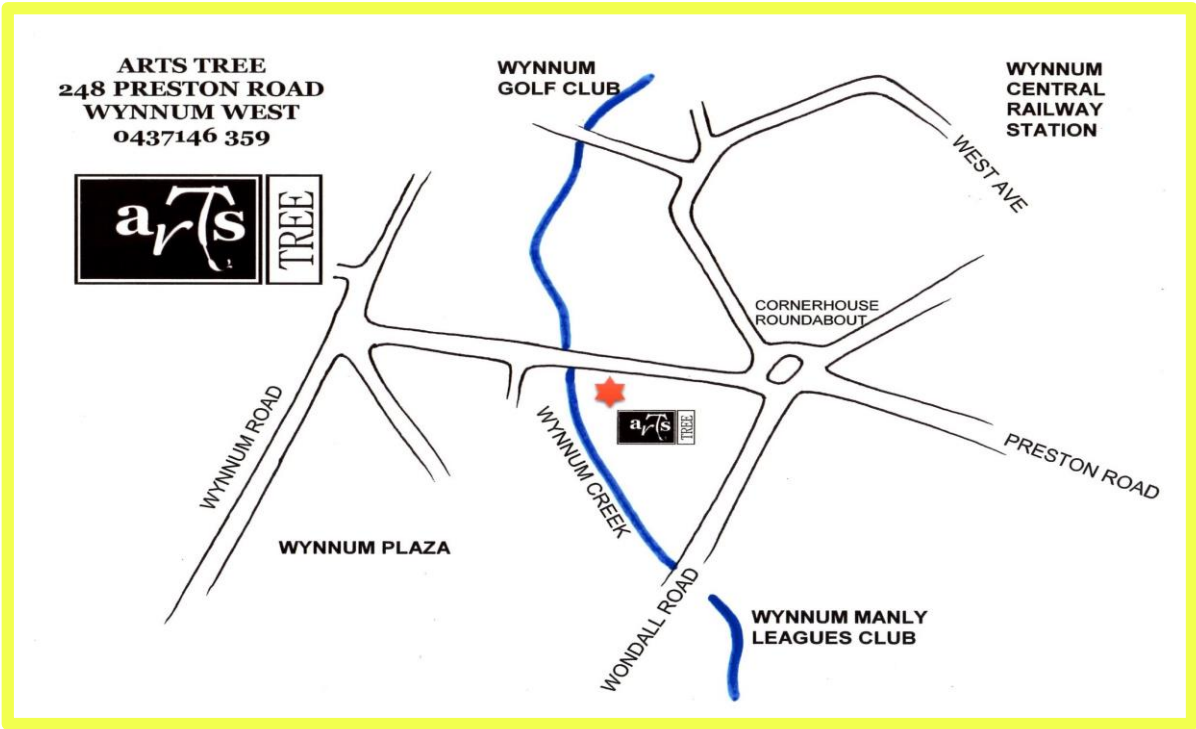 ARTS TREE
248 PRESTON ROAD
WYNNUM WEST
0437146 359
arTs
TREE
WYNNUM
GOLF CLUB
WYNNUM
CENTRAL
RAILWAY
STATION
WEST AVE
CORNERHOUSE
ROUNDABOUT
WYNNUM ROAD
arTs
TREE
WYNNUM CREEK
PRESTON ROAD
WYNNUM PLAZA
WONDALL ROAD
WYNNUM MANLY
LEAGUES CLUB